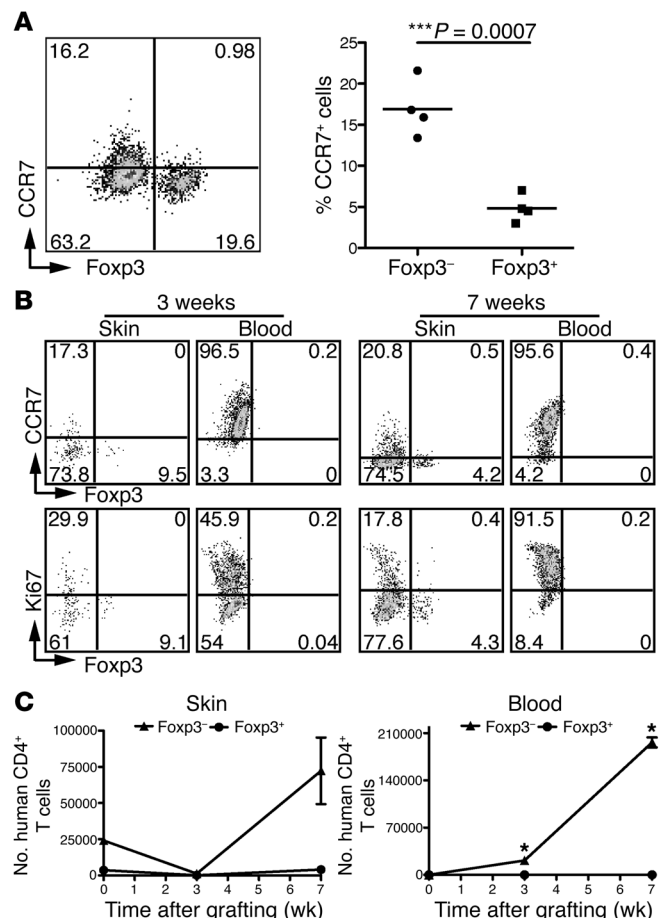 A
16.2 0.98
63.2 19.6
CCR7
Foxp3
***P = 0.0007
25
20
15
10
5
0
% CCR7+ cells
Foxp3− Foxp3+
B
3 weeks 7 weeks
Skin Blood Skin Blood
17.3 0 96.5 0.2 20.8 0.5 95.6 0.4
CCR7
73.8 9.5 3.3 0 74.5 4.2 4.2 0
Foxp3
29.9 0 45.9 0.2 17.8 0.4 91.5 0.2
Ki67
61 9.1 54 0.04 77.6 4.3 8.4 0
Foxp3
C
Skin
Foxp3− Foxp3+
100000
75000
50000
25000
0
No. human CD4+
T cells
0 1 2 3 4 5 6 7
Time after grafting (wk)
Blood
Foxp3− Foxp3+
210000
140000
70000
0
No. human CD4+
T cells
* *
0 1 2 3 4 5 6 7
Time after grafting (wk)